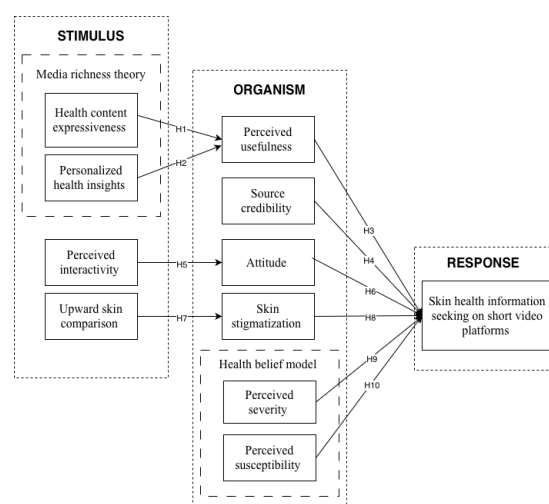 STIMULUS
Media richness theory
Health content
expressiveness
Personalized
health insights
Perceived
interactivity
Upward skin
comparison
H1
H2
H5
H7
ORGANISM
Perceived
usefulness
Source
credibility
Attitude
Skin
stigmatization
Health belief model
Perceived
severity
Perceived
susceptibility
H3
H4
H6
H8
H9
H10
RESPONSE
Skin health information
seeking on short video
platforms